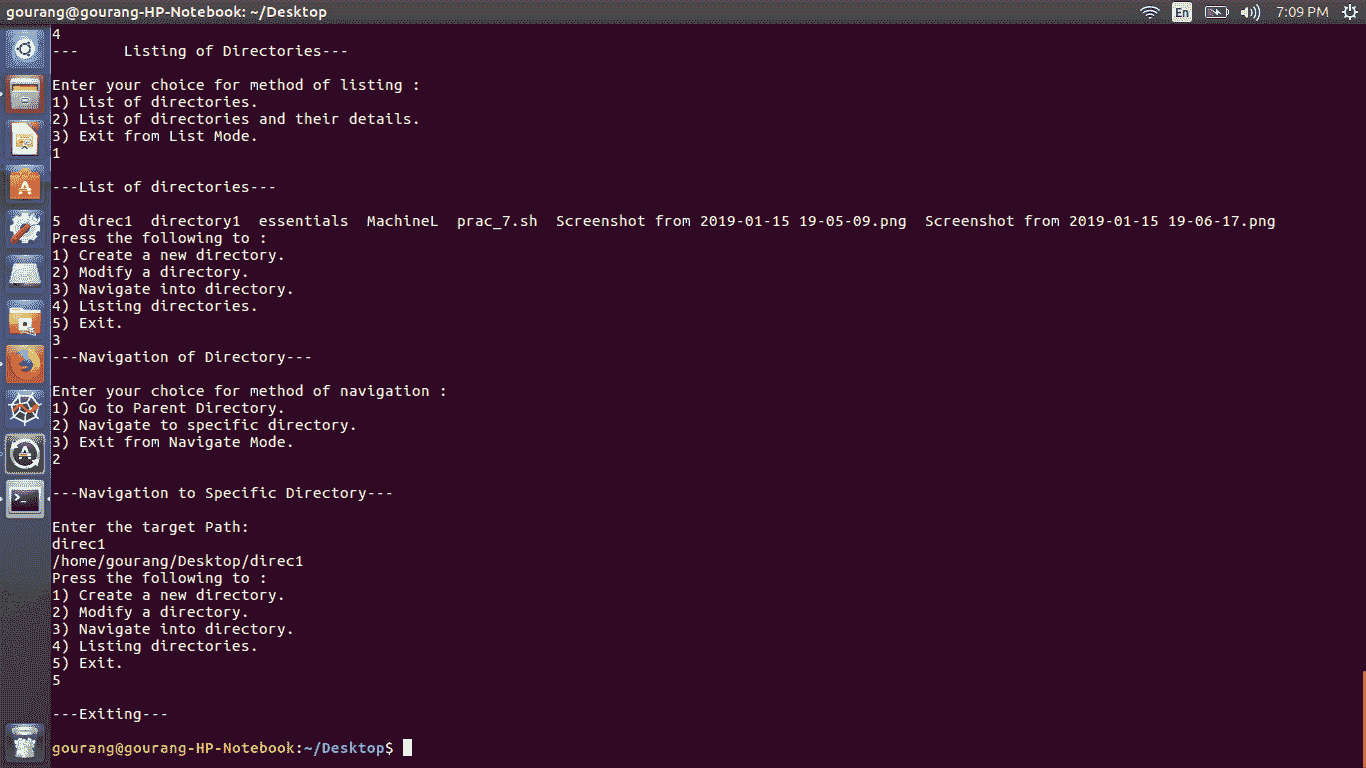 gourang@gourang-HP-Notebook: ~/Desktop
En
7:09 PM
4
---     Listing of Directories---
Enter your choice for method of listing :
1) List of directories.
2) List of directories and their details.
3) Exit from List Mode.
1
---List of directories---
5  direc1  directory1  essentials  MachineL  prac_7.sh  Screenshot from 2019-01-15 19-05-09.png  Screenshot from 2019-01-15 19-06-17.png
Press the following to :
1) Create a new directory.
2) Modify a directory.
3) Navigate into directory.
4) Listing directories.
5) Exit.
3
---Navigation of Directory---
Enter your choice for method of navigation :
1) Go to Parent Directory.
2) Navigate to specific directory.
3) Exit from Navigate Mode.
2
---Navigation to Specific Directory---
Enter the target Path:
direc1
/home/gourang/Desktop/direc1
Press the following to :
1) Create a new directory.
2) Modify a directory.
3) Navigate into directory.
4) Listing directories.
5) Exit.
5
---Exiting---
gourang@gourang-HP-Notebook:~/Desktop$